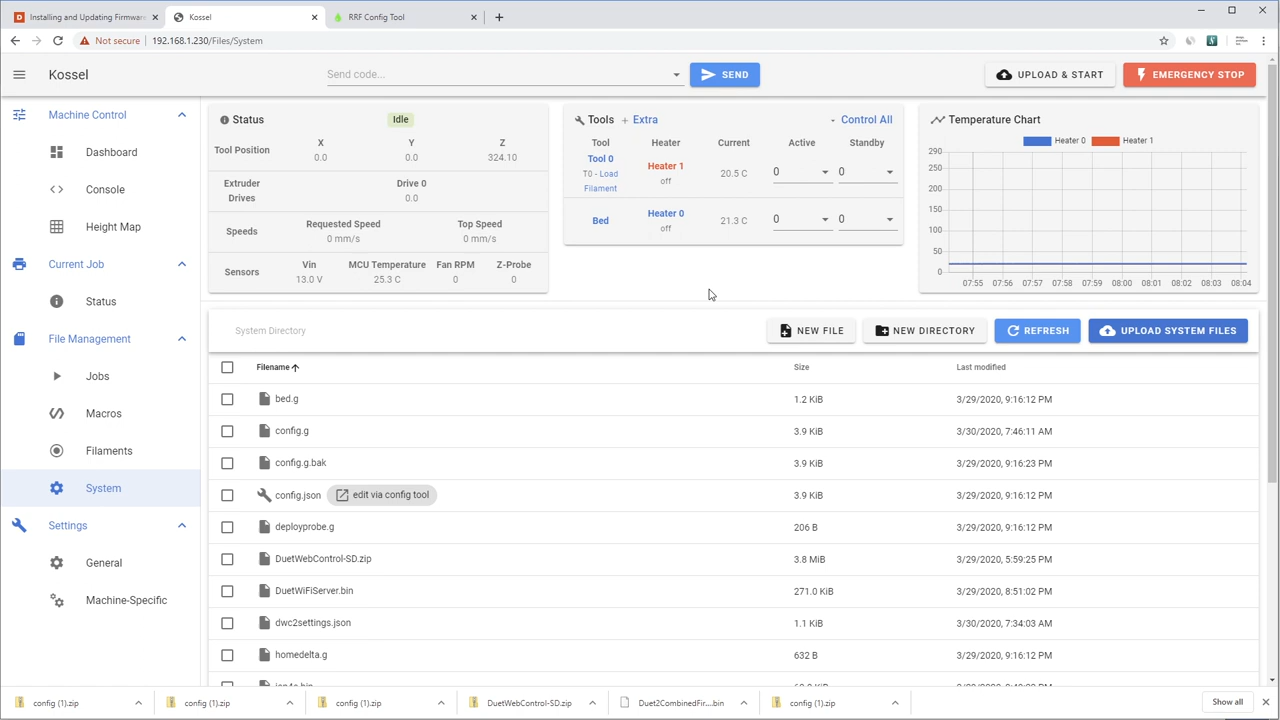 Installing and Updating Firmware
Kossel
RRF Config Tool
Not secure
192.168.1.230/Files/System
Kossel
Send code...
SEND
UPLOAD & START
EMERGENCY STOP
Machine Control
Dashboard
Console
Height Map
Current Job
Status
File Management
Jobs
Macros
Filaments
System
Settings
General
Machine-Specific
Status
Idle
Tool Position
X
Y
Z
0.0
0.0
324.10
Extruder Drives
Drive 0
0.0
Speeds
Requested Speed
Top Speed
0 mm/s
0 mm/s
Sensors
Vin
MCU Temperature
Fan RPM
Z-Probe
13.0 V
25.3 C
0
0
Tools
+ Extra
Control All
Tool
Heater
Current
Active
Standby
Tool 0
T0 - Load
Filament
Heater 1
off
20.5 C
0
0
Bed
Heater 0
off
21.3 C
0
0
Temperature Chart
Heater 0
Heater 1
290
250
200
150
100
50
0
07:55
07:56
07:57
07:58
07:59
08:00
08:01
08:02
08:03
08:04
System Directory
NEW FILE
NEW DIRECTORY
REFRESH
UPLOAD SYSTEM FILES
Filename
Size
Last modified
bed.g
1.2 KiB
3/29/2020, 9:16:12 PM
config.g
3.9 KiB
3/30/2020, 7:46:11 AM
config.g.bak
3.9 KiB
3/29/2020, 9:16:23 PM
config.json
edit via config tool
3.9 KiB
3/29/2020, 9:16:12 PM
deployprobe.g
206 B
3/29/2020, 9:16:12 PM
DuetWebControl-SD.zip
3.8 MiB
3/29/2020, 5:59:25 PM
DuetWiFiServer.bin
271.0 KiB
3/29/2020, 8:51:02 PM
dwc2settings.json
1.1 KiB
3/30/2020, 7:34:03 AM
homedelta.g
632 B
3/29/2020, 9:16:12 PM
config (1).zip
config (1).zip
config (1).zip
DuetWebControl-SD.zip
Duet2CombinedFir....bin
config (1).zip
Show all